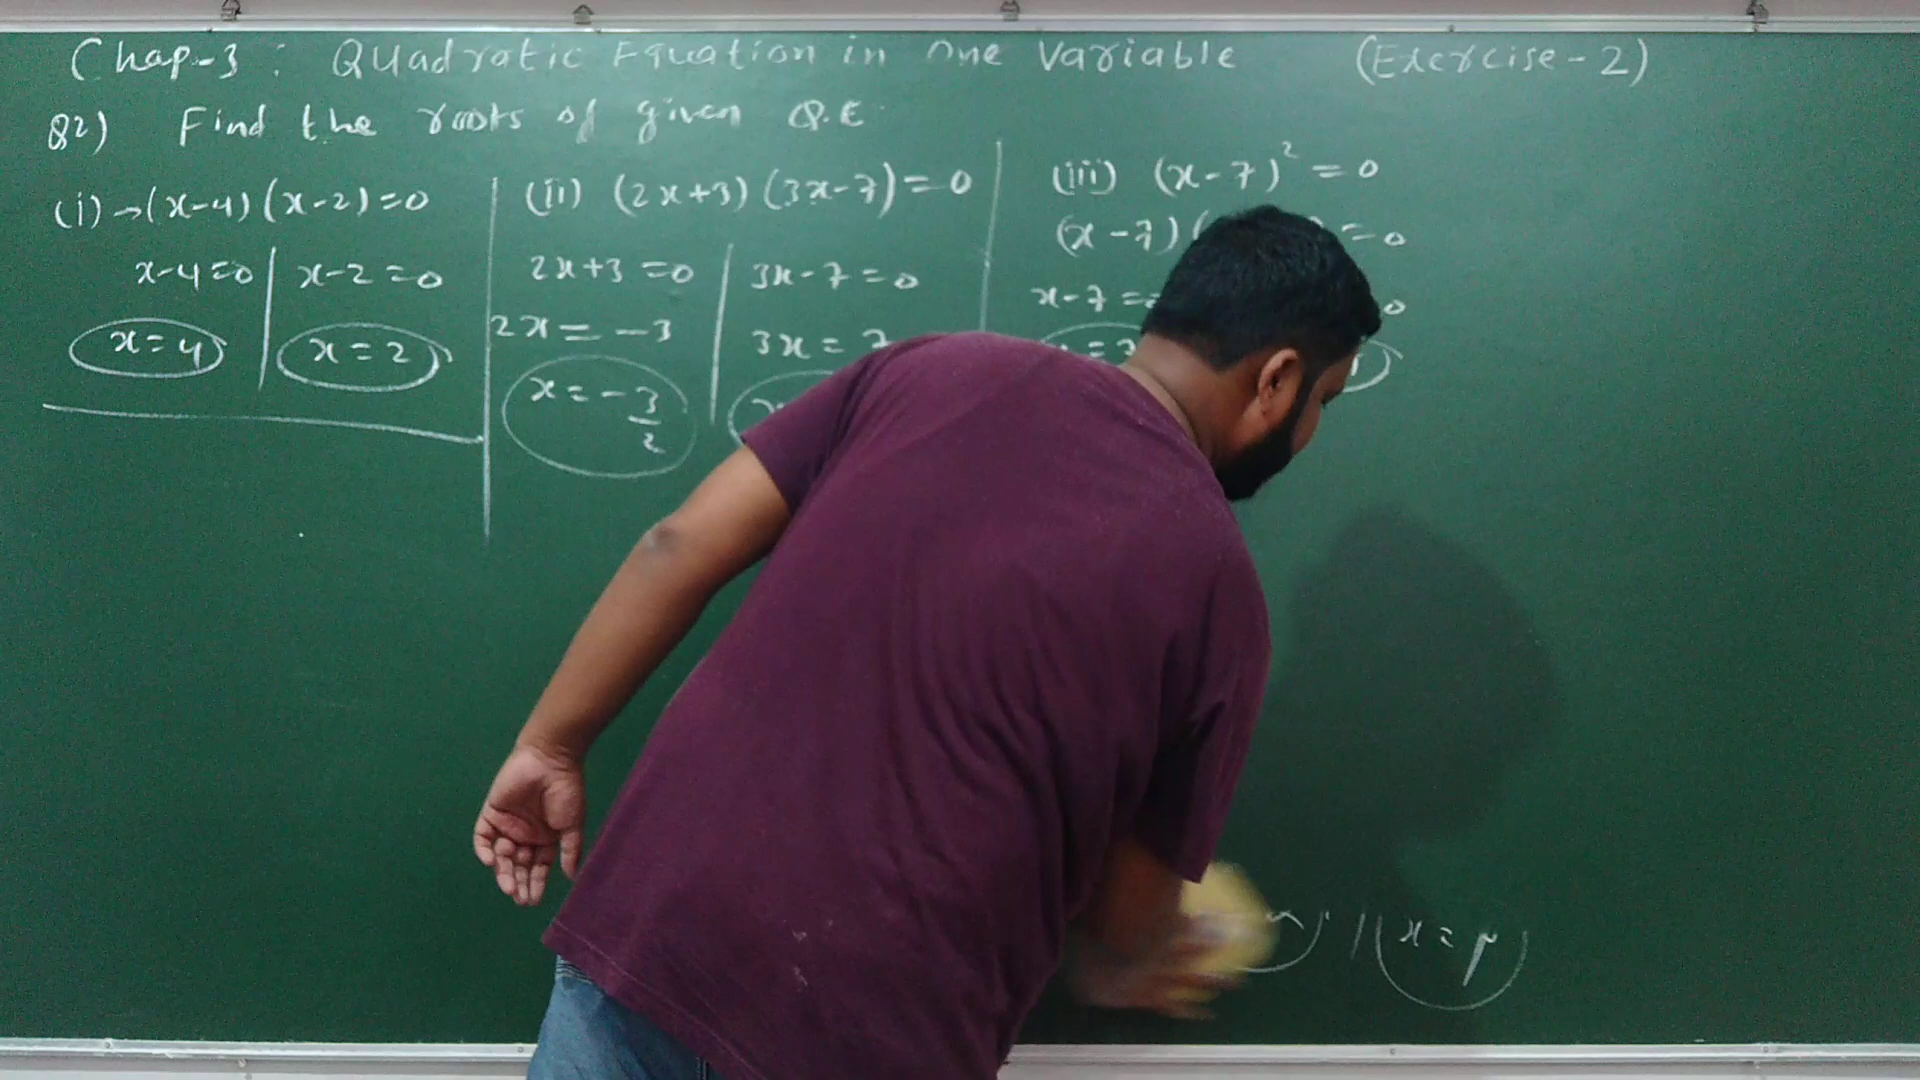 Chap-3 : Quadratic Equation in One Variable (Exercise-2)
Q2) Find the roots of given Q.E.
(i) → (x-4) (x-2) = 0
x-4=0 | x-2=0
x=4 | x=2
(ii) (2x+3) (3x-7) = 0
2x+3=0 | 3x-7=0
2x=-3 | 3x=7
x=-3/2
(iii) (x-7)² = 0
(x-7) ( =0
x-7= 0
x=